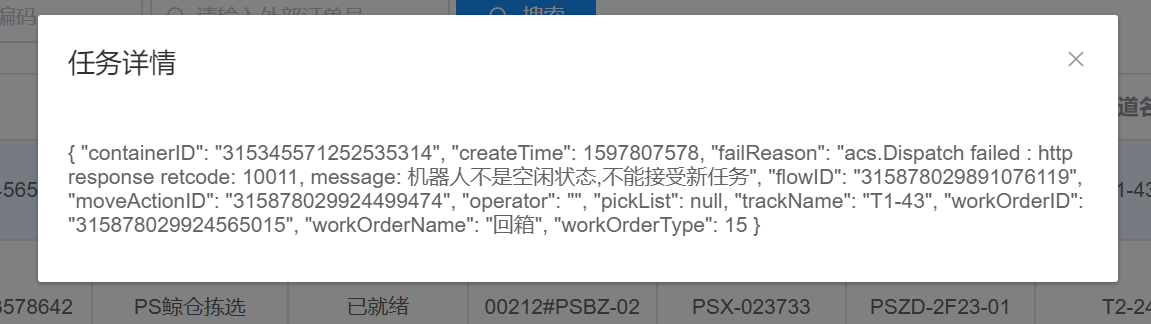 编码
请输入外部订单号
搜索
任务详情
道名
{ "containerID": "315345571252535314", "createTime": 1597807578, "failReason": "acs.Dispatch failed : http
response retcode: 10011, message: 机器人不是空闲状态,不能接受新任务", "flowID": "315878029891076119",
"moveActionID": "315878029924499474", "operator": "", "pickList": null, "trackName": "T1-43", "workOrderID":
"315878029924565015", "workOrderName": "回箱", "workOrderType": 15 }
-565
1-43
3578642 PS鲸仓拣选 已就绪 00212#PSBZ-02 PSX-023733 PSZD-2F23-01 T2-24